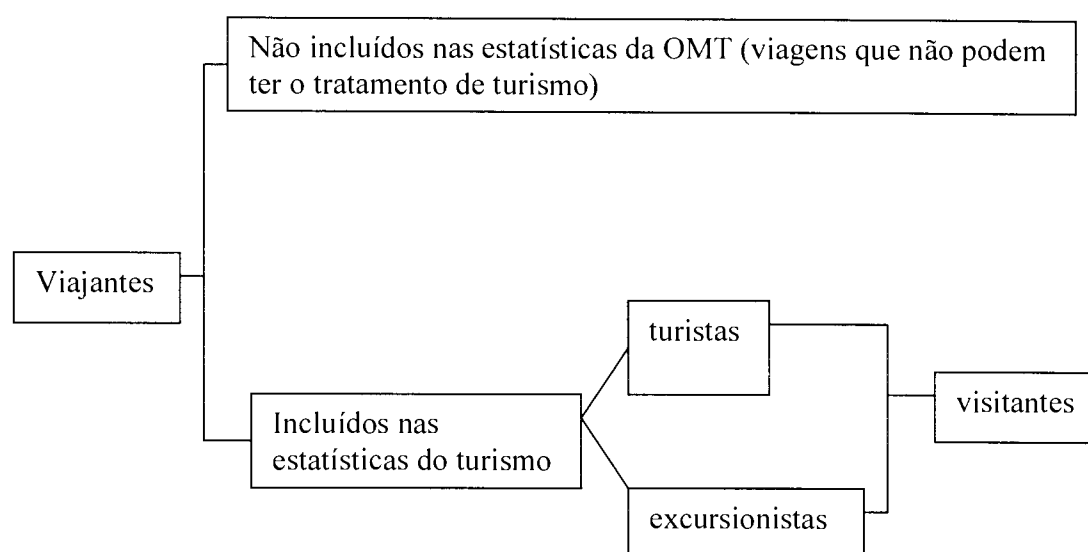 Não incluídos nas estatísticas da OMT (viagens que não podem
ter o tratamento de turismo)
Viajantes
turistas
visitantes
Incluídos nas
estatísticas do turismo
excursionistas